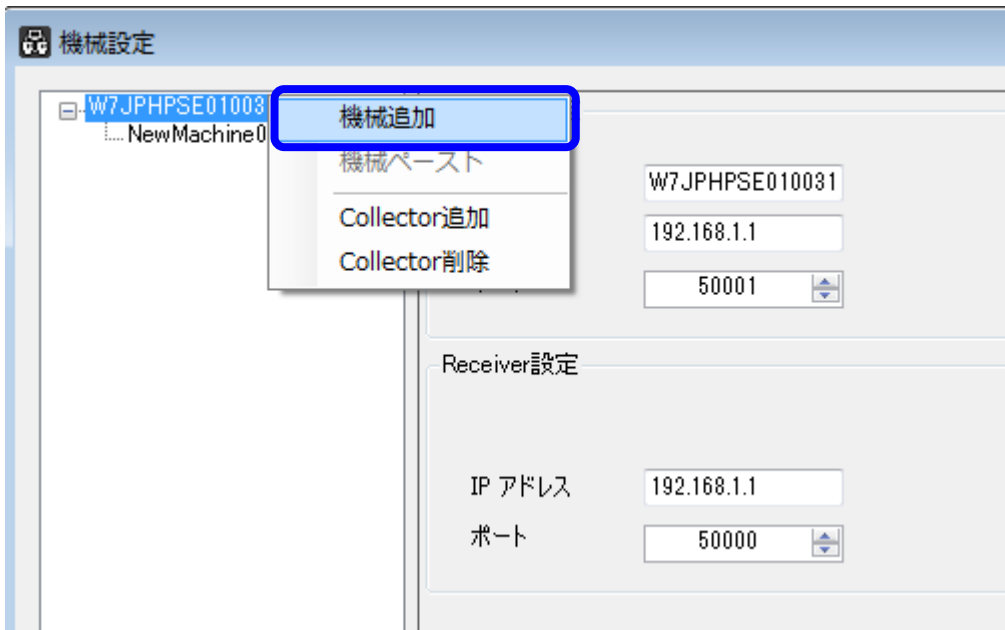 機械設定
W7JPHPSE01003
NewMachine0
機械追加
機械ペースト
Collector追加
Collector削除
W7JPHPSE010031
192.168.1.1
50001
Receiver設定
IP アドレス
192.168.1.1
ポート
50000